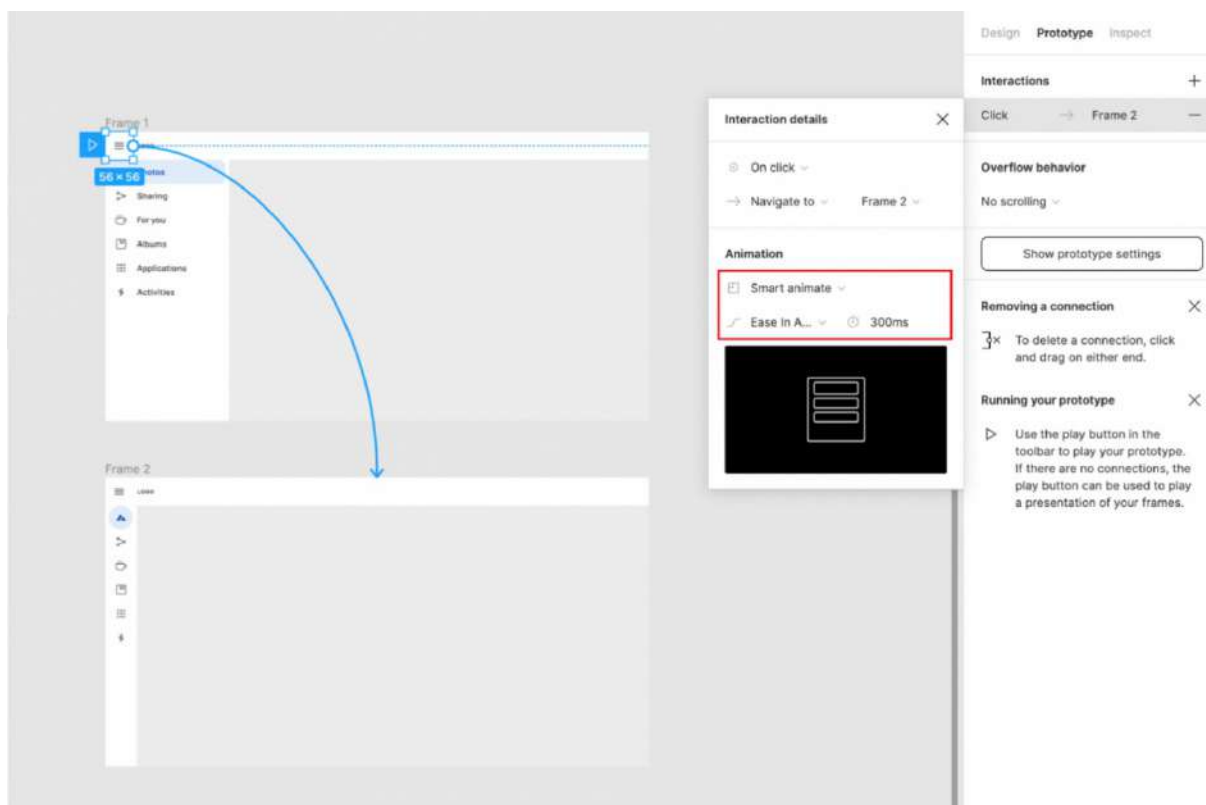 Design Prototype Inspect
Interactions
Click Frame 2
Overflow behavior
No scrolling
Show prototype settings
Removing a connection
To delete a connection, click
and drag on either end.
Running your prototype
Use the play button in the
toolbar to play your prototype.
If there are no connections, the
play button can be used to play
a presentation of your frames.
Interaction details
On click
Navigate to Frame 2
Animation
Smart animate
Ease In A... 300ms
Frame 1
56 × 56
Sharing
For you
Albums
Applications
Activities
Frame 2
LOGO